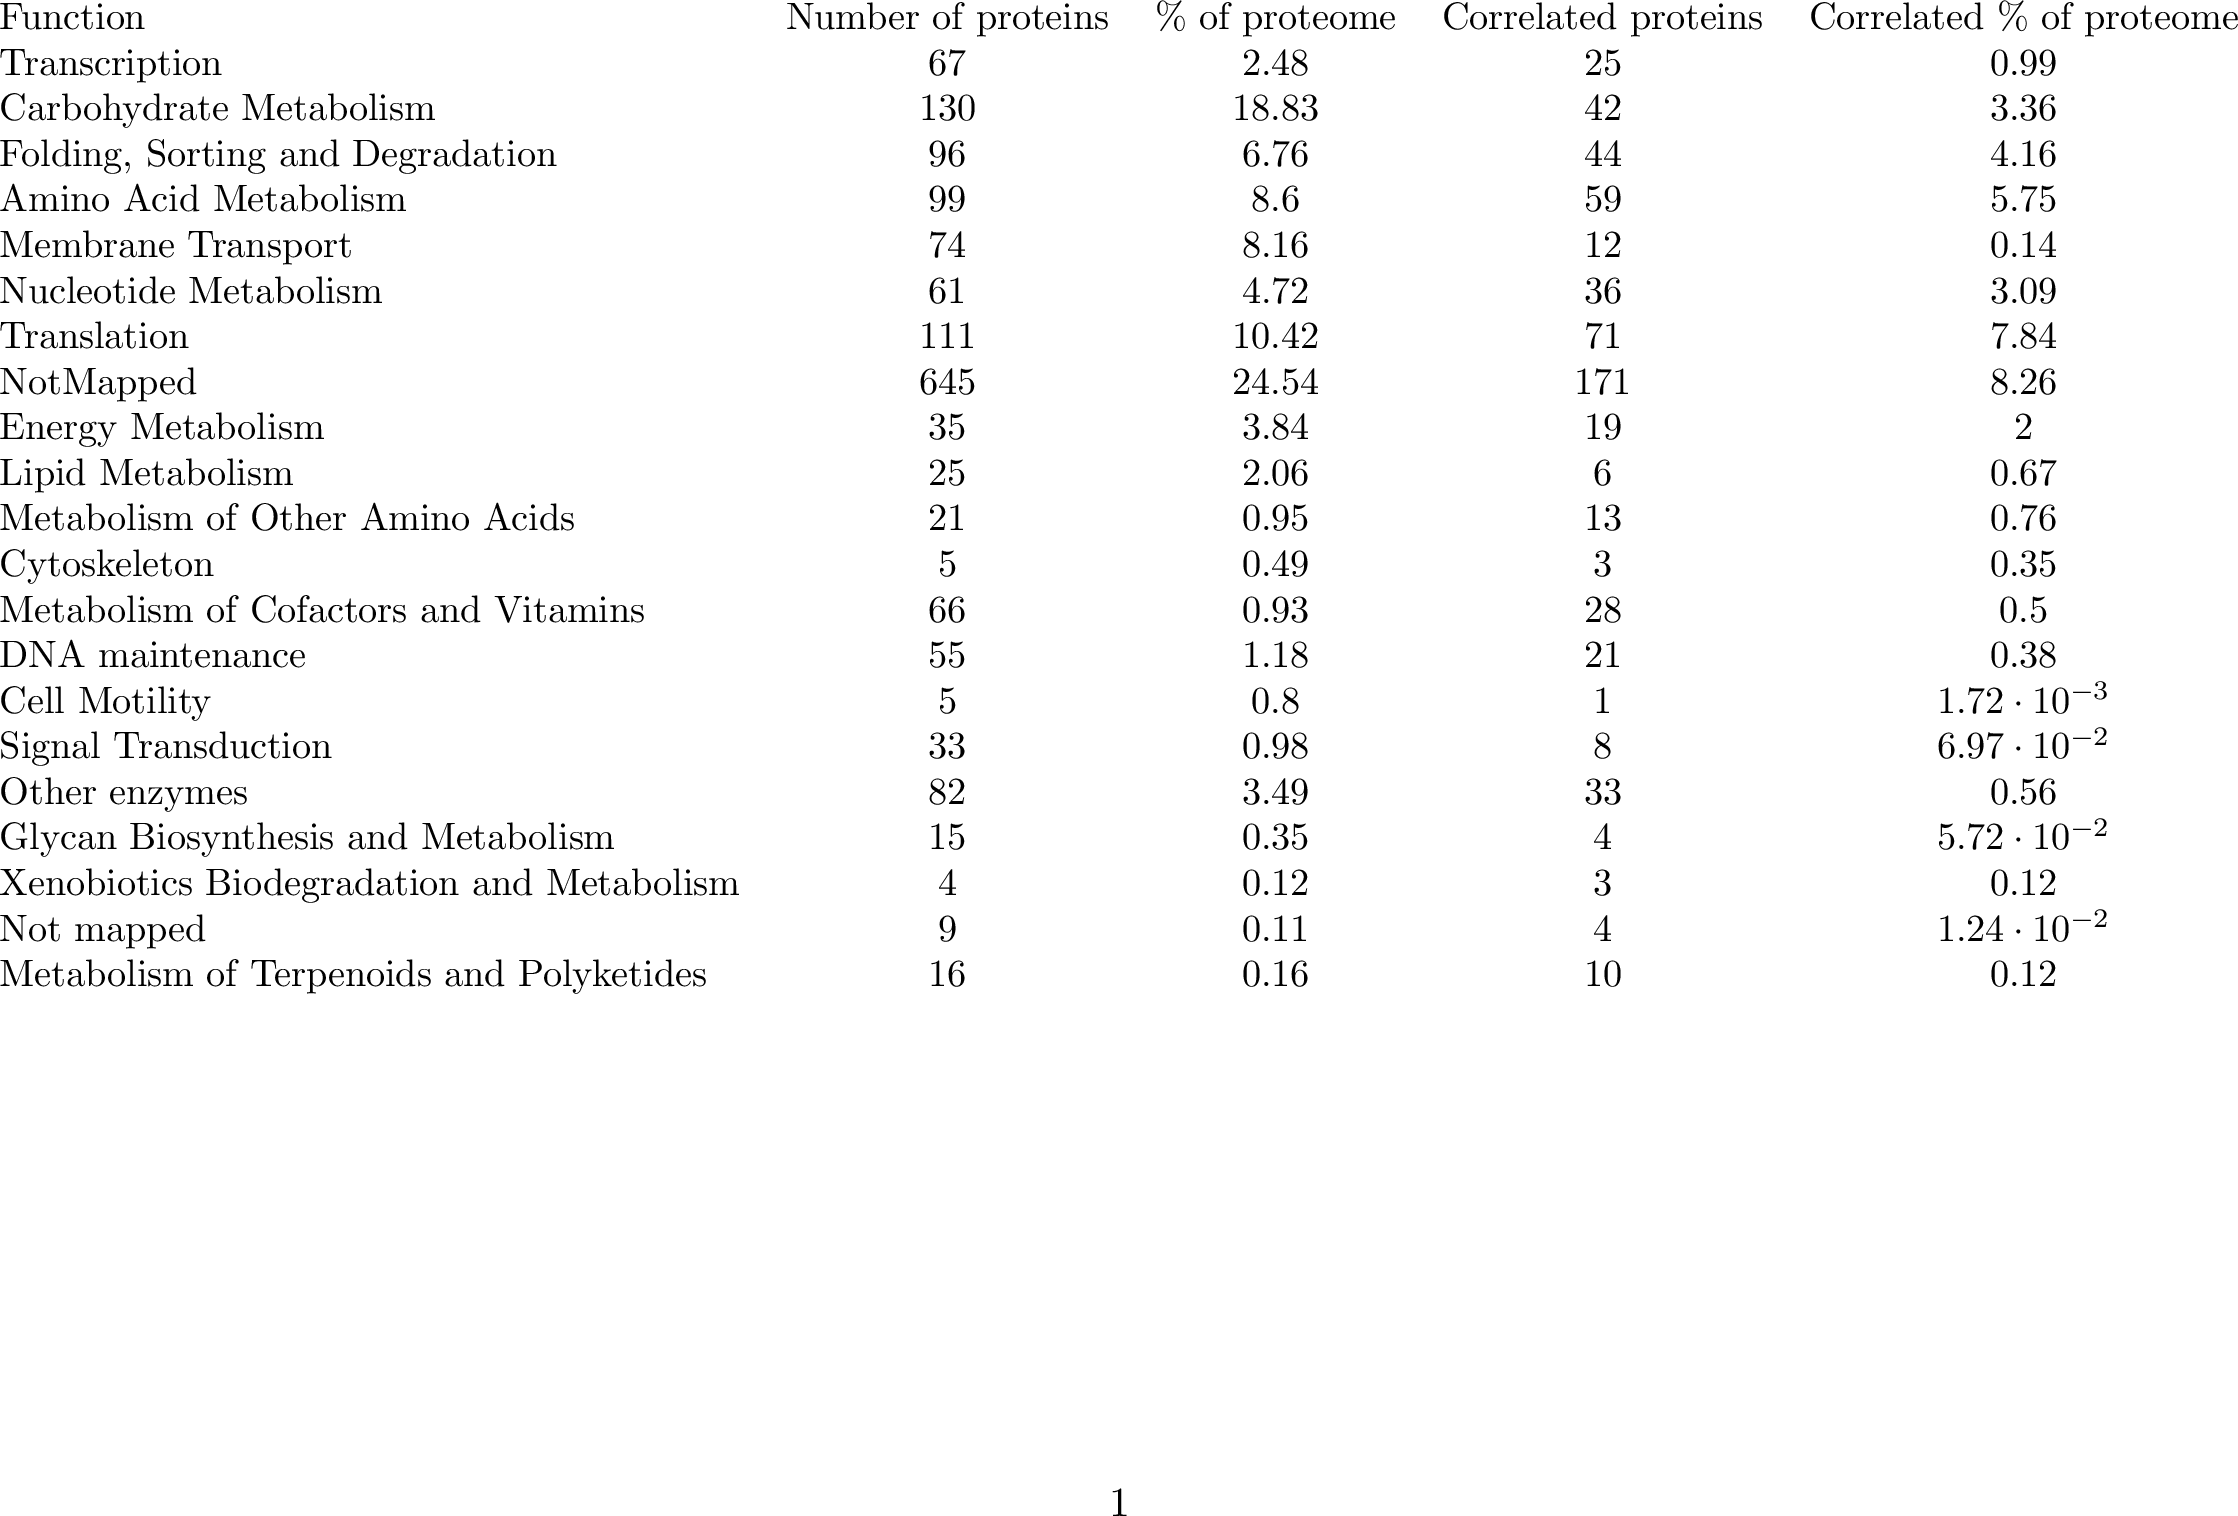 Function Number of proteins % of proteome Correlated proteins Correlated % of proteome
Transcription 67 2.48 25 0.99
Carbohydrate Metabolism 130 18.83 42 3.36
Folding, Sorting and Degradation 96 6.76 44 4.16
Amino Acid Metabolism 99 8.6 59 5.75
Membrane Transport 74 8.16 12 0.14
Nucleotide Metabolism 61 4.72 36 3.09
Translation 111 10.42 71 7.84
NotMapped 645 24.54 171 8.26
Energy Metabolism 35 3.84 19 2
Lipid Metabolism 25 2.06 6 0.67
Metabolism of Other Amino Acids 21 0.95 13 0.76
Cytoskeleton 5 0.49 3 0.35
Metabolism of Cofactors and Vitamins 66 0.93 28 0.5
DNA maintenance 55 1.18 21 0.38
Cell Motility 5 0.8 1 1.72 · 10⁻³
Signal Transduction 33 0.98 8 6.97 · 10⁻²
Other enzymes 82 3.49 33 0.56
Glycan Biosynthesis and Metabolism 15 0.35 4 5.72 · 10⁻²
Xenobiotics Biodegradation and Metabolism 4 0.12 3 0.12
Not mapped 9 0.11 4 1.24 · 10⁻²
Metabolism of Terpenoids and Polyketides 16 0.16 10 0.12
1